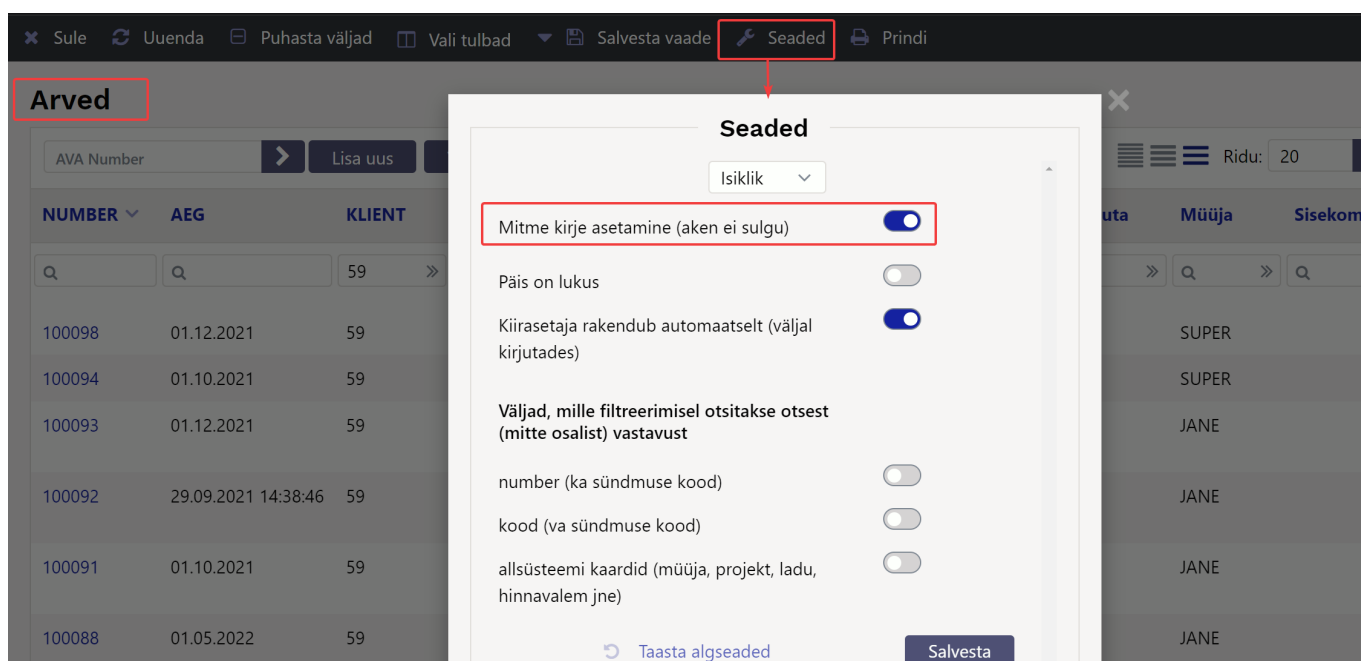 Sule Uuenda Puhasta väljad Vali tulbad Salvesta vaade Seaded Prindi
Arved
Seaded
AVA Number Lisa uus Ridu: 20
Isiklik
NUMBER AEG KLIENT uta Müüja Sisekom
Mitme kirje asetamine (aken ei sulgu)
59
Päis on lukus
100098 01.12.2021 59 SUPER
Kiirasetaja rakendub automaatselt (väljal
kirjutades)
100094 01.10.2021 59 SUPER
100093 01.12.2021 59 JANE
Väljad, mille filtreerimisel otsitakse otsest
(mitte osalist) vastavust
number (ka sündmuse kood)
100092 29.09.2021 14:38:46 59 JANE
kood (va sündmuse kood)
100091 01.10.2021 59 JANE
allsüsteemi kaardid (müüja, projekt, ladu,
hinnavalem jne)
100088 01.05.2022 59 JANE
Taasta algseaded Salvesta